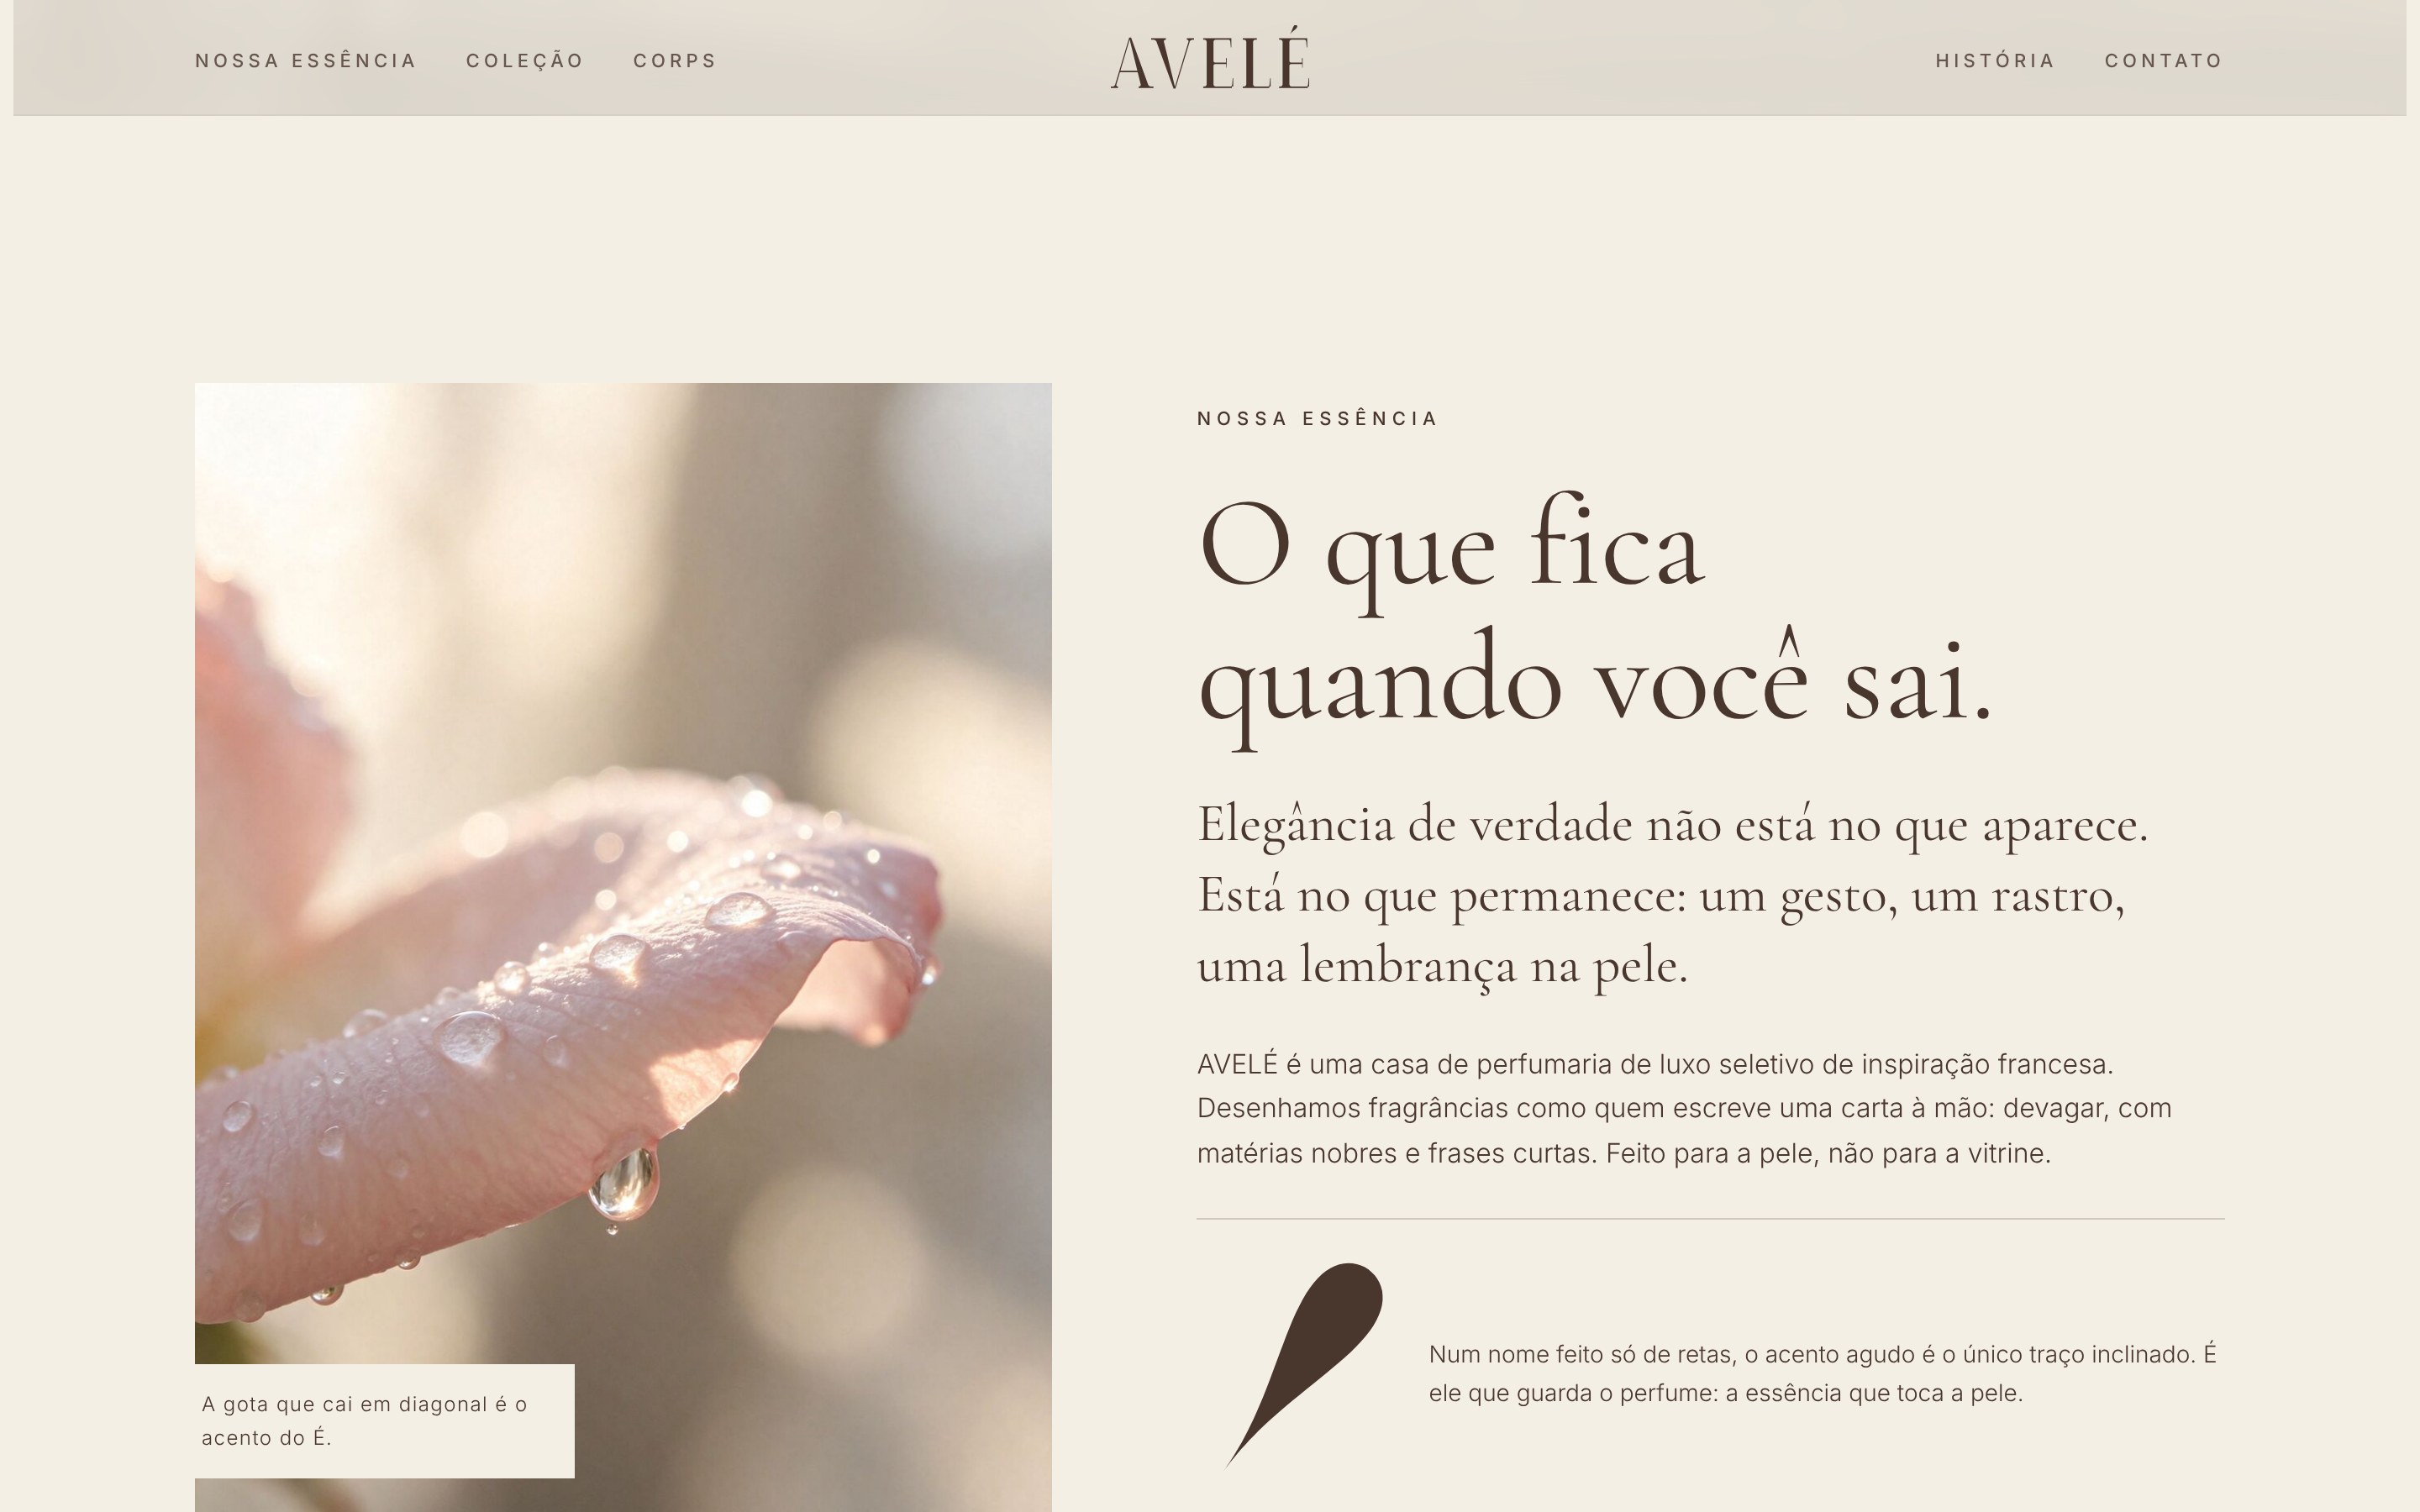 NOSSA ESSÊNCIA COLEÇÃO CORPS AVELÉ HISTÓRIA CONTATO
NOSSA ESSÊNCIA
O que fica
quando você sai.
Elegância de verdade não está no que aparece.
Está no que permanece: um gesto, um rastro,
uma lembrança na pele.
AVELÉ é uma casa de perfumaria de luxo seletivo de inspiração francesa.
Desenhamos fragrâncias como quem escreve uma carta à mão: devagar, com
matérias nobres e frases curtas. Feito para a pele, não para a vitrine.
Num nome feito só de retas, o acento agudo é o único traço inclinado. É
ele que guarda o perfume: a essência que toca a pele.
A gota que cai em diagonal é o
acento do É.